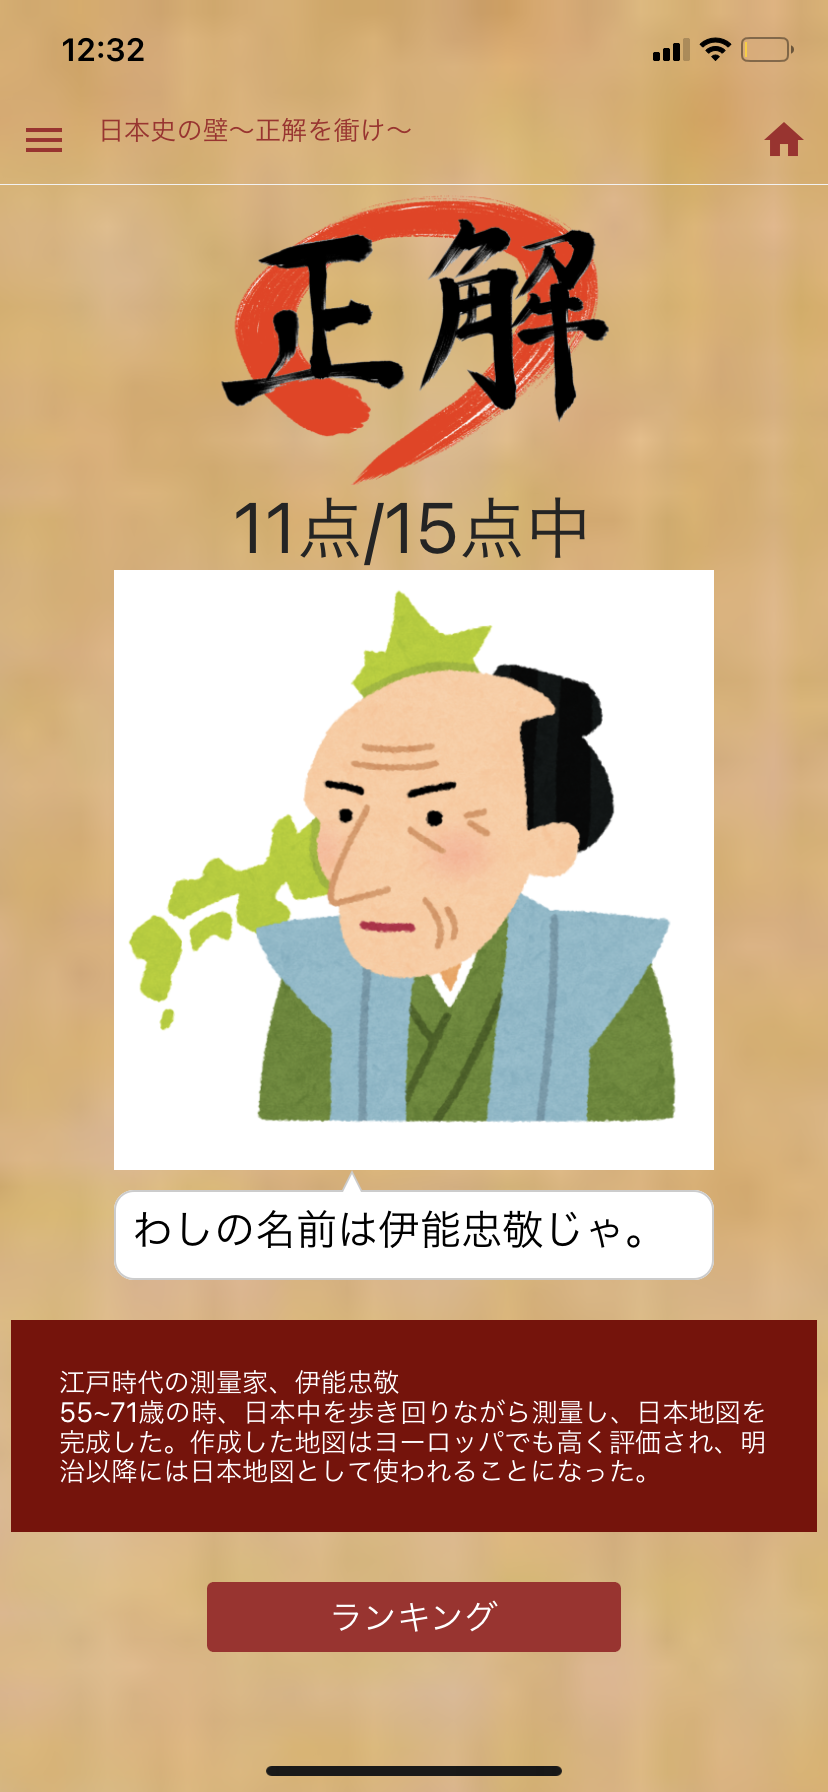 12:32
日本史の壁〜正解を衝け〜
正解
11点/15点中
わしの名前は伊能忠敬じゃ。
江戸時代の測量家、伊能忠敬
55~71歳の時、日本中を歩き回りながら測量し、日本地図を
完成した。作成した地図はヨーロッパでも高く評価され、明
治以降には日本地図として使われることになった。
ランキング